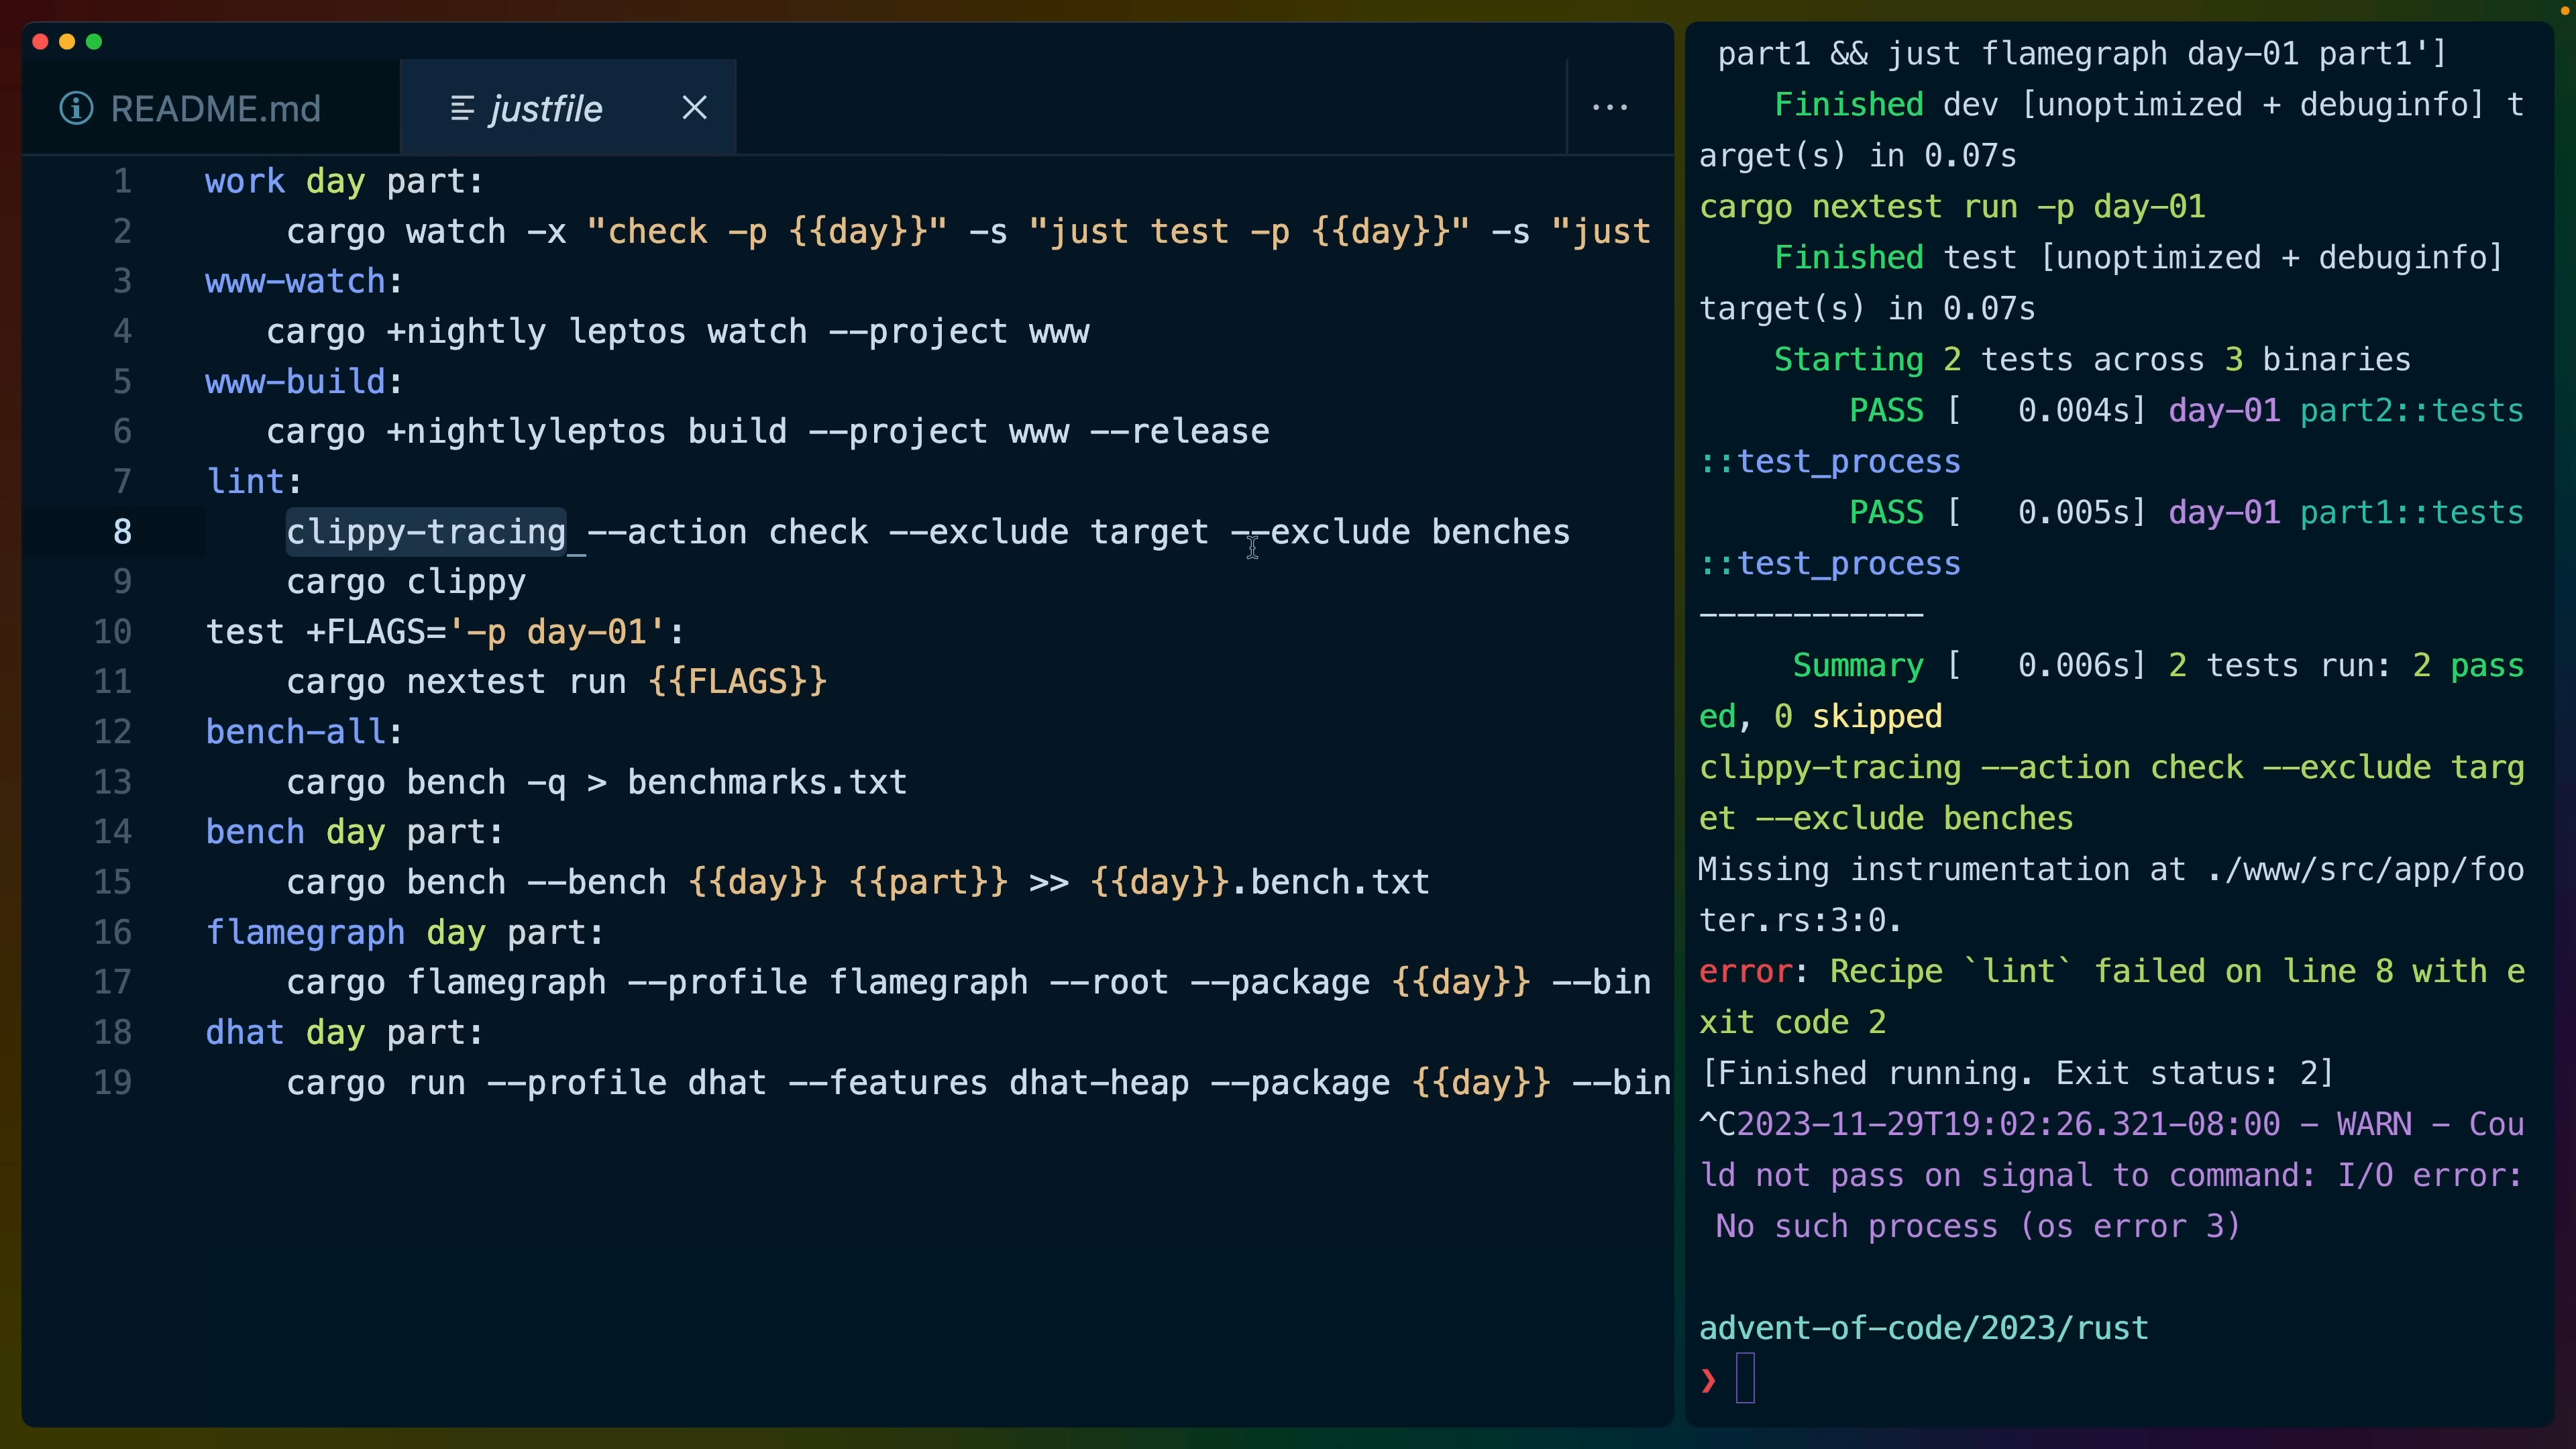 README.md
justfile
1 work day part:
2 cargo watch -x "check -p {{day}}" -s "just test -p {{day}}" -s "just
3 www-watch:
4 cargo +nightly leptos watch --project www
5 www-build:
6 cargo +nightlyleptos build --project www --release
7 lint:
8 clippy-tracing --action check --exclude target --exclude benches
9 cargo clippy
10 test +FLAGS='-p day-01':
11 cargo nextest run {{FLAGS}}
12 bench-all:
13 cargo bench -q > benchmarks.txt
14 bench day part:
15 cargo bench --bench {{day}} {{part}} >> {{day}}.bench.txt
16 flamegraph day part:
17 cargo flamegraph --profile flamegraph --root --package {{day}} --bin
18 dhat day part:
19 cargo run --profile dhat --features dhat-heap --package {{day}} --bin
part1 && just flamegraph day-01 part1']
Finished dev [unoptimized + debuginfo] t
arget(s) in 0.07s
cargo nextest run -p day-01
Finished test [unoptimized + debuginfo]
target(s) in 0.07s
Starting 2 tests across 3 binaries
PASS [ 0.004s] day-01 part2::tests
::test_process
PASS [ 0.005s] day-01 part1::tests
::test_process
------------
Summary [ 0.006s] 2 tests run: 2 pass
ed, 0 skipped
clippy-tracing --action check --exclude targ
et --exclude benches
Missing instrumentation at ./www/src/app/foo
ter.rs:3:0.
error: Recipe `lint` failed on line 8 with e
xit code 2
[Finished running. Exit status: 2]
^C2023-11-29T19:02:26.321-08:00 - WARN - Cou
ld not pass on signal to command: I/O error:
No such process (os error 3)
advent-of-code/2023/rust
❯